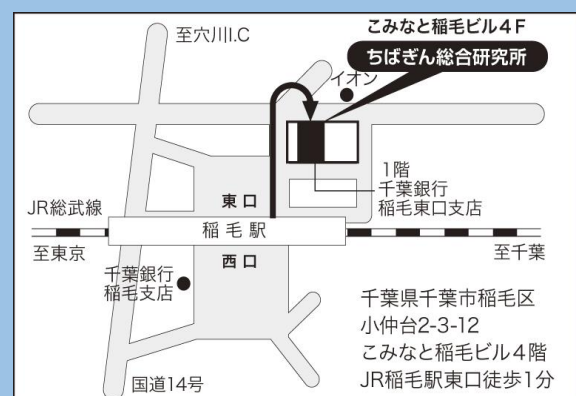 こみなと稲毛ビル4F
ちばぎん総合研究所
至穴川I.C
イオン
1階
千葉銀行
稲毛東口支店
東口
JR総武線
稲毛駅
至東京
至千葉
西口
千葉銀行
稲毛支店
国道14号
千葉県千葉市稲毛区
小仲台2-3-12
こみなと稲毛ビル4階
JR稲毛駅東口徒歩1分